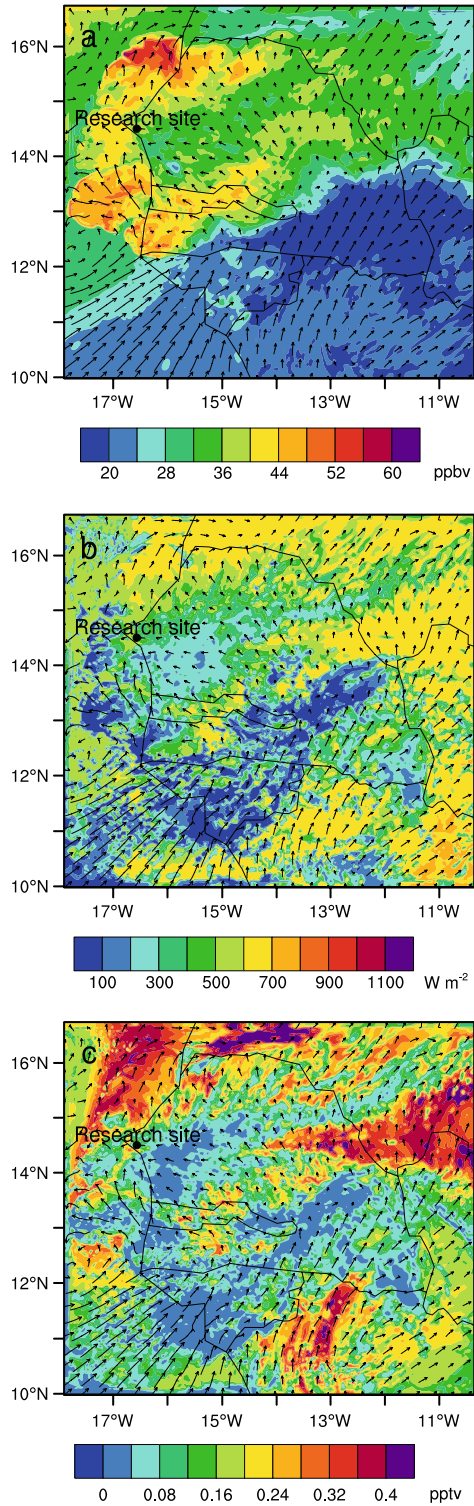 a
16°N
Research site
14°N
12°N
10°N
17°W 15°W 13°W 11°W
20 28 36 44 52 60 ppbv
b
16°N
Research site
14°N
12°N
10°N
17°W 15°W 13°W 11°W
100 300 500 700 900 1100 W m⁻²
c
16°N
Research site
14°N
12°N
10°N
17°W 15°W 13°W 11°W
0 0.08 0.16 0.24 0.32 0.4 pptv